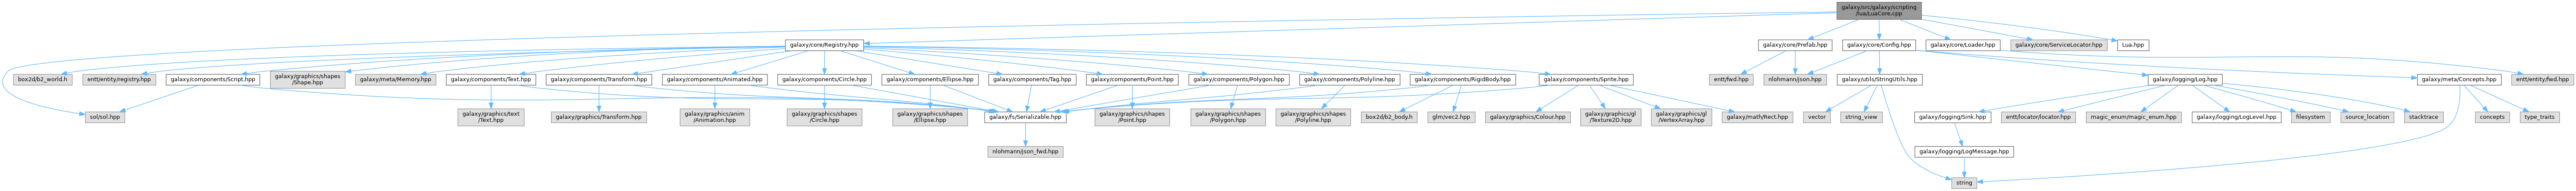 galaxy/src/galaxy/scripting
/lua/LuaCore.cpp
galaxy/core/Registry.hpp
galaxy/core/Prefab.hpp
galaxy/core/Config.hpp
galaxy/core/Loader.hpp
galaxy/core/ServiceLocator.hpp
Lua.hpp
box2d/b2_world.h
entt/entity/registry.hpp
galaxy/components/Script.hpp
galaxy/graphics/shapes
/Shape.hpp
galaxy/meta/Memory.hpp
galaxy/components/Text.hpp
galaxy/components/Transform.hpp
galaxy/components/Animated.hpp
galaxy/components/Circle.hpp
galaxy/components/Ellipse.hpp
galaxy/components/Tag.hpp
galaxy/components/Point.hpp
galaxy/components/Polygon.hpp
galaxy/components/Polyline.hpp
galaxy/components/RigidBody.hpp
galaxy/components/Sprite.hpp
entt/fwd.hpp
nlohmann/json.hpp
galaxy/utils/StringUtils.hpp
galaxy/logging/Log.hpp
galaxy/meta/Concepts.hpp
entt/entity/fwd.hpp
sol/sol.hpp
galaxy/graphics/text
/Text.hpp
galaxy/graphics/Transform.hpp
galaxy/graphics/anim
/Animation.hpp
galaxy/graphics/shapes
/Circle.hpp
galaxy/graphics/shapes
/Ellipse.hpp
galaxy/fs/Serializable.hpp
galaxy/graphics/shapes
/Point.hpp
galaxy/graphics/shapes
/Polygon.hpp
galaxy/graphics/shapes
/Polyline.hpp
box2d/b2_body.h
glm/vec2.hpp
galaxy/graphics/Colour.hpp
galaxy/graphics/gl
/Texture2D.hpp
galaxy/graphics/gl
/VertexArray.hpp
galaxy/math/Rect.hpp
vector
string_view
galaxy/logging/Sink.hpp
entt/locator/locator.hpp
magic_enum/magic_enum.hpp
galaxy/logging/LogLevel.hpp
filesystem
source_location
stacktrace
concepts
type_traits
nlohmann/json_fwd.hpp
galaxy/logging/LogMessage.hpp
string